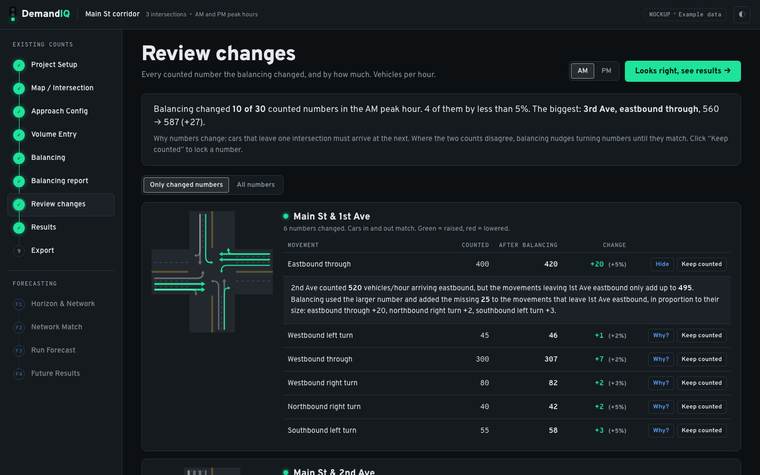 DemandIQ
Main St corridor
3 intersections • AM and PM peak hours
MOCKUP • Example data
EXISTING COUNTS
Project Setup
Map / Intersection
Approach Config
Volume Entry
Balancing
Balancing report
Review changes
Results
9 Export
FORECASTING
F1 Horizon & Network
F2 Network Match
F3 Run Forecast
F4 Future Results
Review changes
Every counted number the balancing changed, and by how much. Vehicles per hour.
AM PM
Looks right, see results →
Balancing changed 10 of 30 counted numbers in the AM peak hour. 4 of them by less than 5%. The biggest: 3rd Ave, eastbound through, 560
→ 587 (+27).
Why numbers change: cars that leave one intersection must arrive at the next. Where the two counts disagree, balancing nudges turning numbers until they match. Click "Keep
counted" to lock a number.
Only changed numbers All numbers
Main St & 1st Ave
6 numbers changed. Cars in and out match. Green = raised, red = lowered.
MOVEMENT COUNTED AFTER BALANCING CHANGE
Eastbound through 400 420 +20 (+5%) Hide Keep counted
2nd Ave counted 520 vehicles/hour arriving eastbound, but the movements leaving 1st Ave eastbound only add up to 495.
Balancing used the larger number and added the missing 25 to the movements that leave 1st Ave eastbound, in proportion to their
size: eastbound through +20, northbound right turn +2, southbound left turn +3.
Westbound left turn 45 46 +1 (+2%) Why? Keep counted
Westbound through 300 307 +7 (+2%) Why? Keep counted
Westbound right turn 80 82 +2 (+3%) Why? Keep counted
Northbound right turn 40 42 +2 (+5%) Why? Keep counted
Southbound left turn 55 58 +3 (+5%) Why? Keep counted
Main St & 2nd Ave